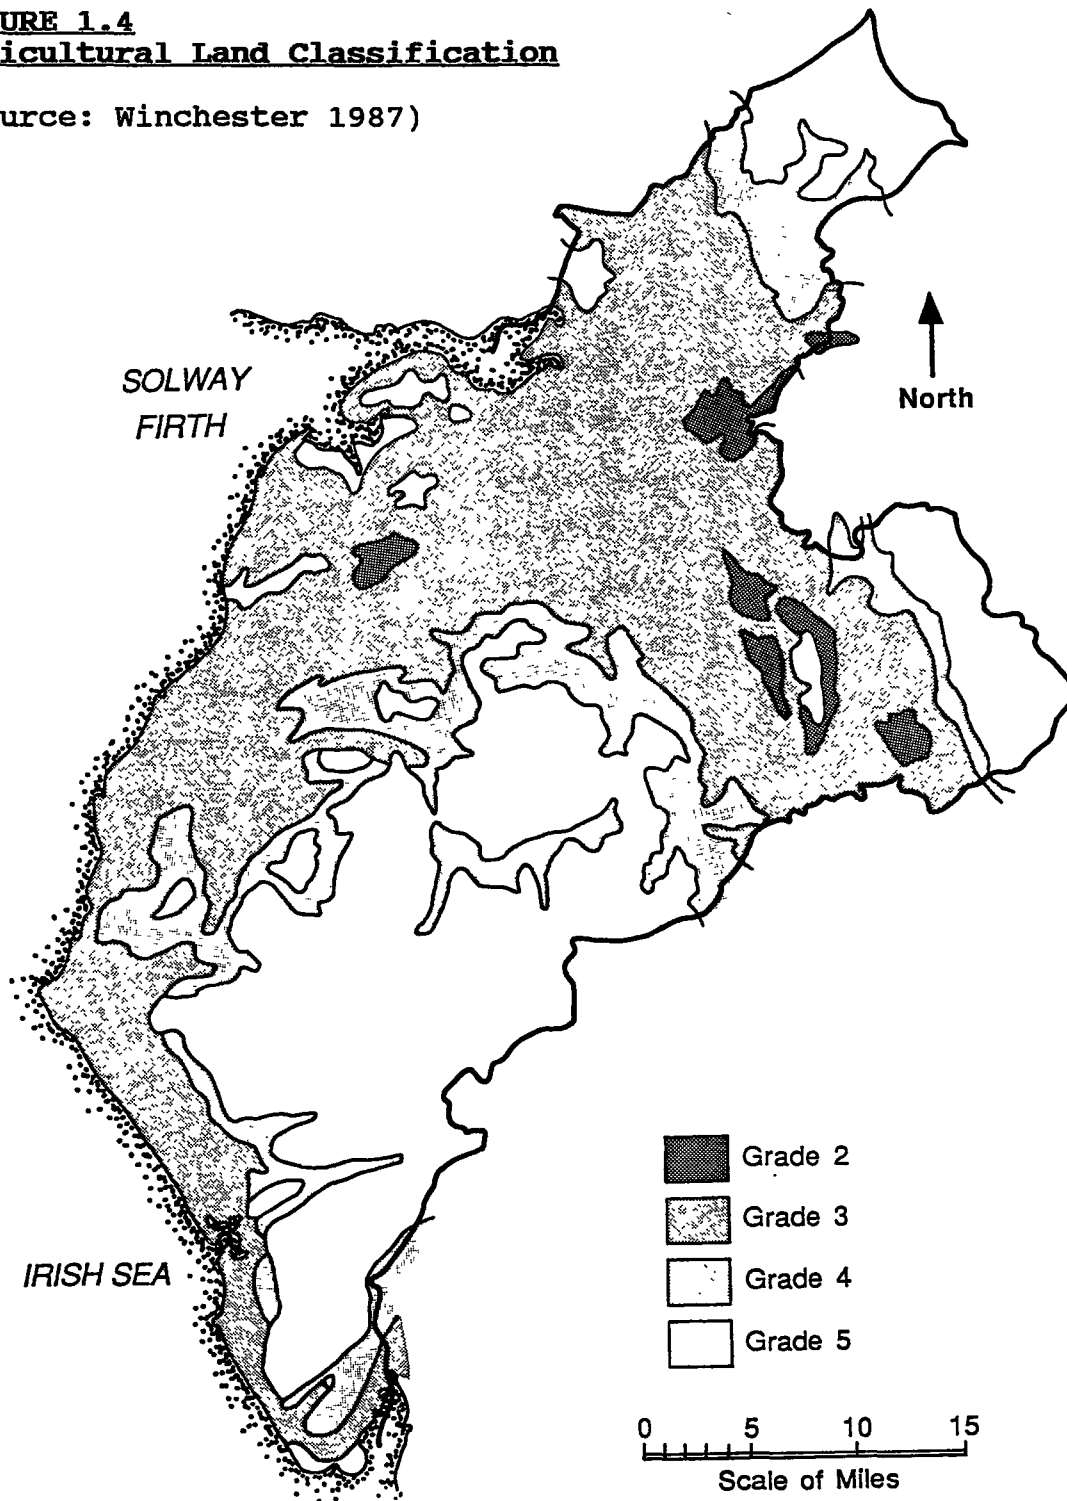 URE 1.4
icultural Land Classification
urce: Winchester 1987)
SOLWAY
FIRTH
North
IRISH SEA
Grade 2
Grade 3
Grade 4
Grade 5
0 5 10 15
Scale of Miles